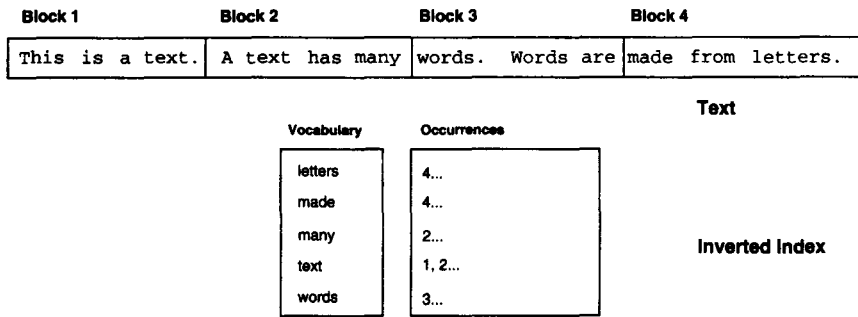 Block 1 Block 2 Block 3 Block 4
This is a text. A text has many words. Words are made from letters.
Text
Vocabulary Occurrences
letters 4...
made 4...
many 2...
Inverted Index
text 1, 2...
words 3...